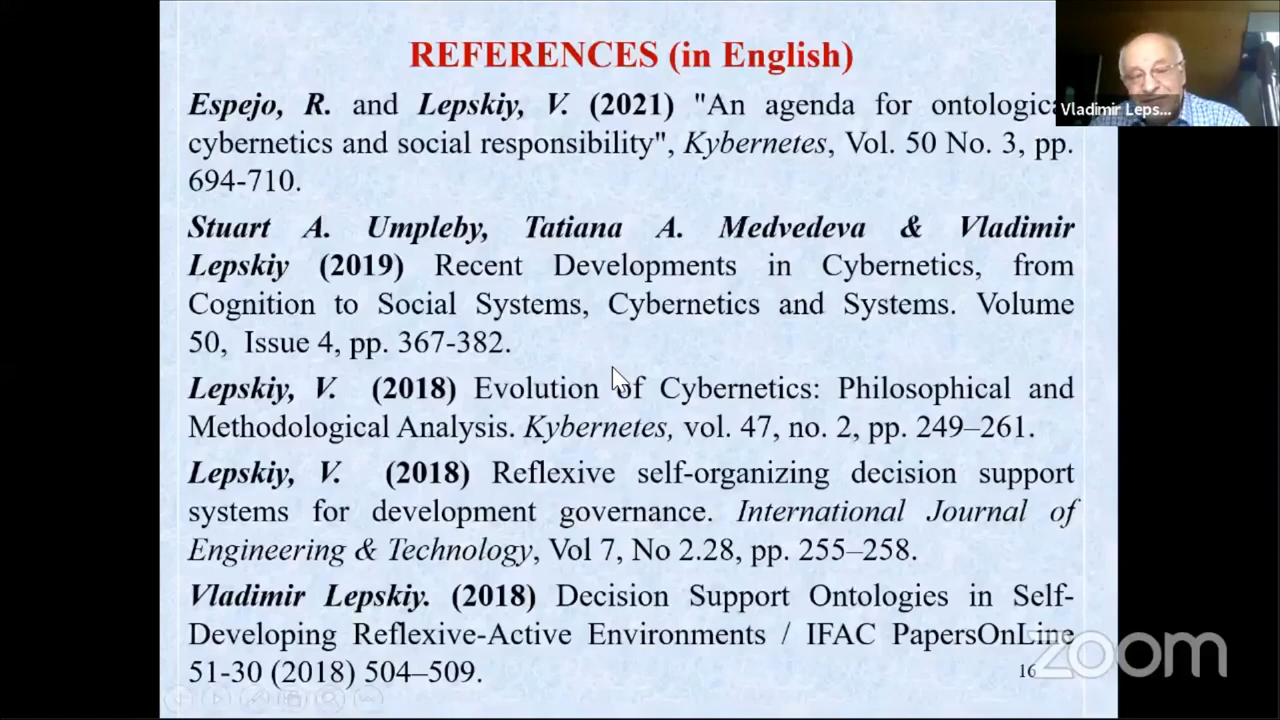 REFERENCES (in English)
Espejo, R. and Lepskiy, V. (2021) "An agenda for ontologica
cybernetics and social responsibility", Kybernetes, Vol. 50 No. 3, pp.
694-710.
Stuart A. Umpleby, Tatiana A. Medvedeva & Vladimir
Lepskiy (2019) Recent Developments in Cybernetics, from
Cognition to Social Systems, Cybernetics and Systems. Volume
50, Issue 4, pp. 367-382.
Lepskiy, V. (2018) Evolution of Cybernetics: Philosophical and
Methodological Analysis. Kybernetes, vol. 47, no. 2, pp. 249–261.
Lepskiy, V. (2018) Reflexive self-organizing decision support
systems for development governance. International Journal of
Engineering & Technology, Vol 7, No 2.28, pp. 255–258.
Vladimir Lepskiy. (2018) Decision Support Ontologies in Self-
Developing Reflexive-Active Environments / IFAC PapersOnLine
51-30 (2018) 504–509.
16
Vladimir Leps...
zoom